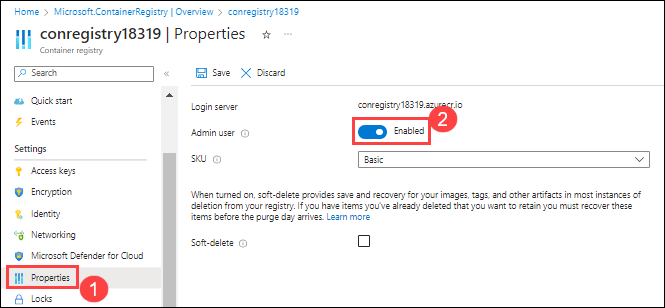 Home > Microsoft.ContainerRegistry | Overview > conregistry18319
conregistry18319 | Properties ☆ ...
Container registry
Search «
Save Discard
Quick start
Events
Settings
Access keys
Encryption
Identity
Networking
Microsoft Defender for Cloud
Properties
1
Locks
Login server conregistry18319.azurecr.io
Admin user Enabled
2
SKU Basic
When turned on, soft-delete provides save and recovery for your images, tags, and other artifacts in most instances of
deletion from your registry. If you have items you've already deleted that you want to retain you must recover these
items before the purge day arrives. Learn more
Soft-delete